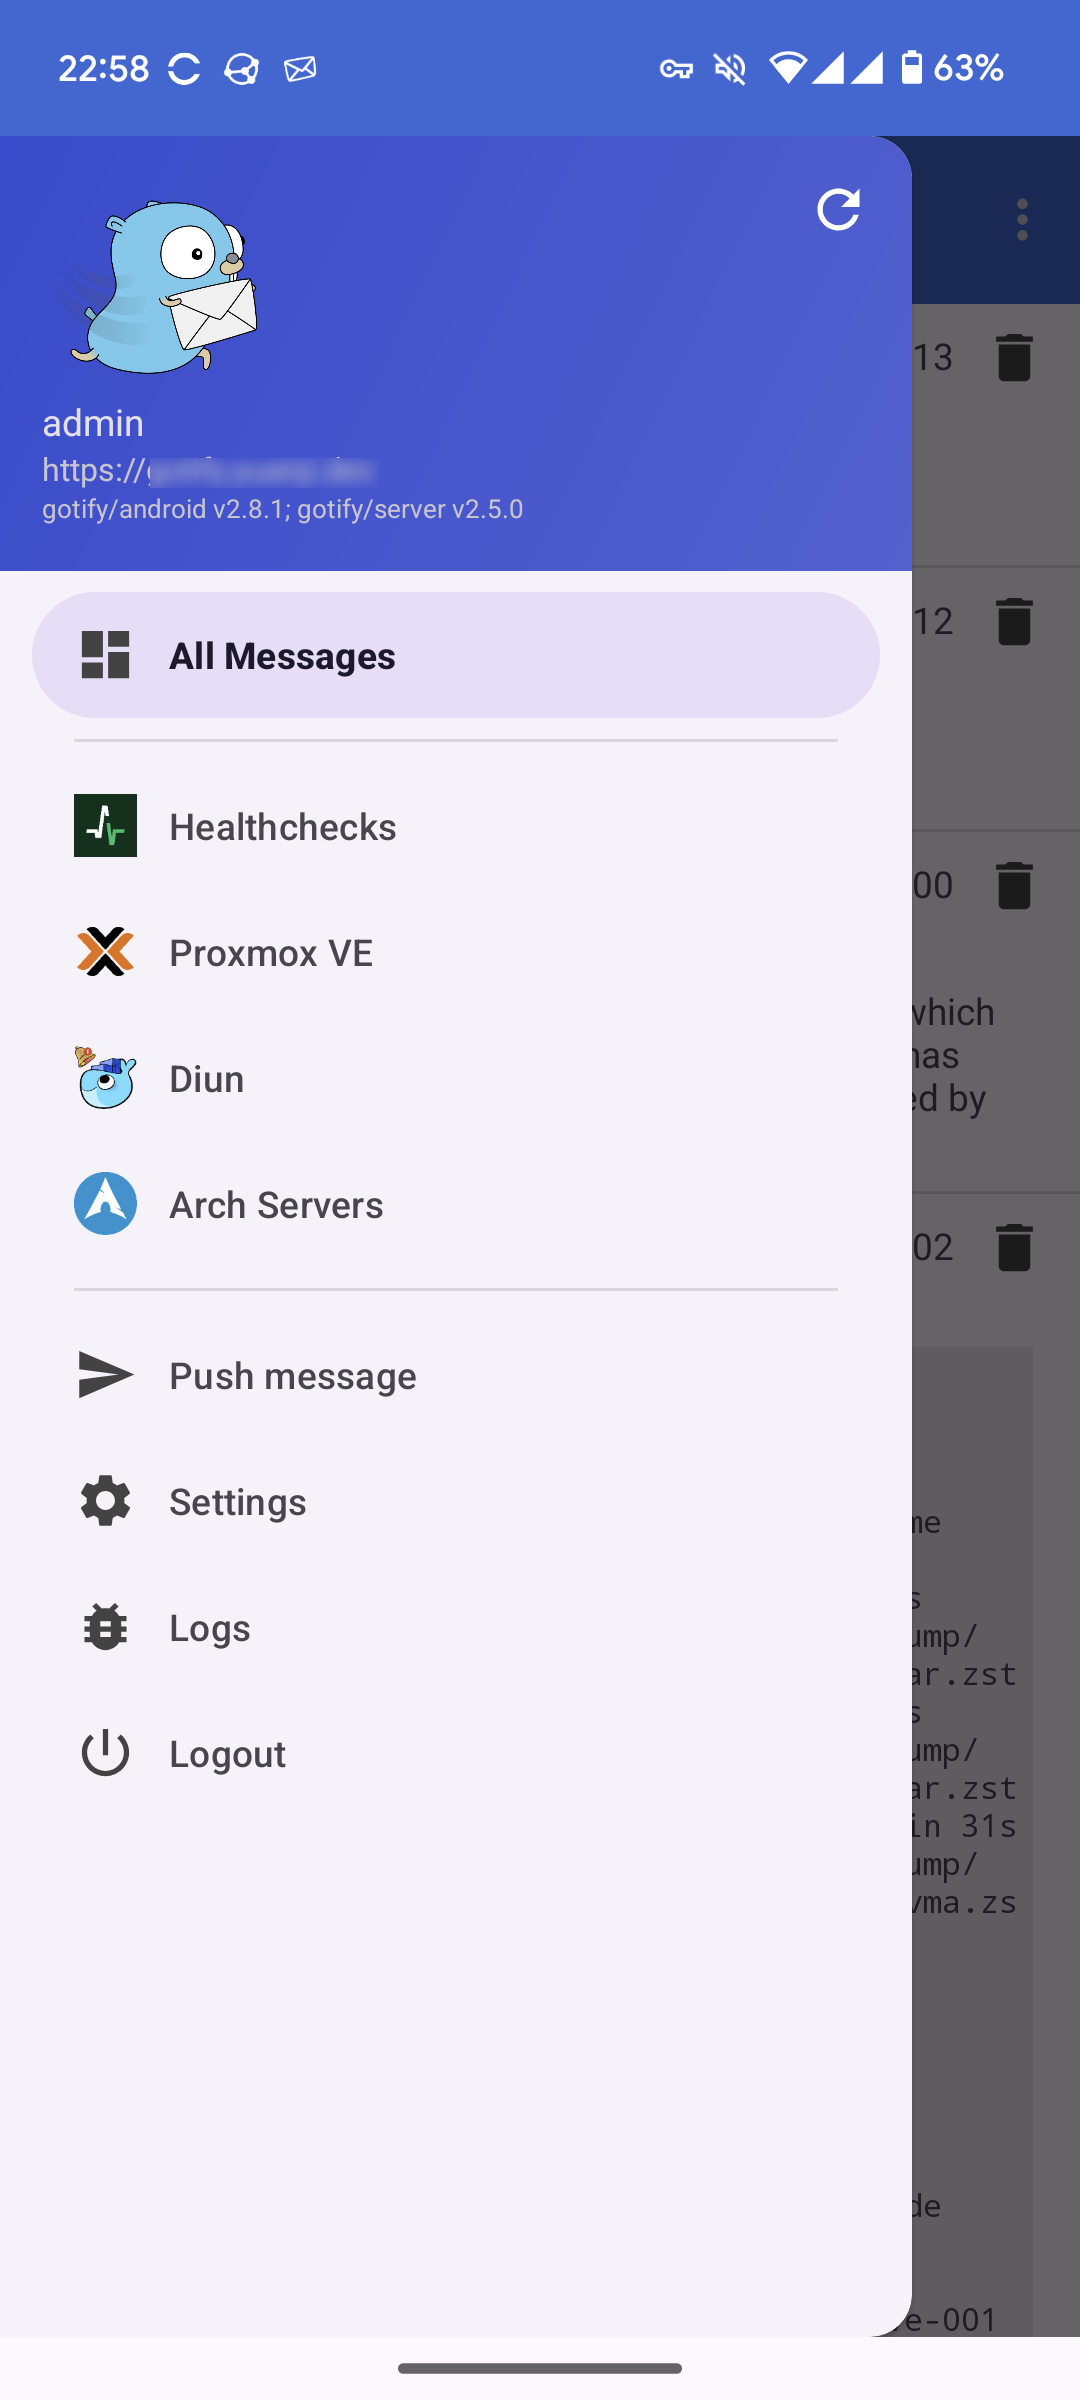 22:58
63%
admin
https://
gotify/android v2.8.1; gotify/server v2.5.0
All Messages
Healthchecks
Proxmox VE
Diun
Arch Servers
Push message
Settings
Logs
Logout
13
12
00
which
has
ed by
02
me
s
ump/
ar.zst
s
ump/
ar.zst
in 31s
ump/
vma.zs
de
e-001